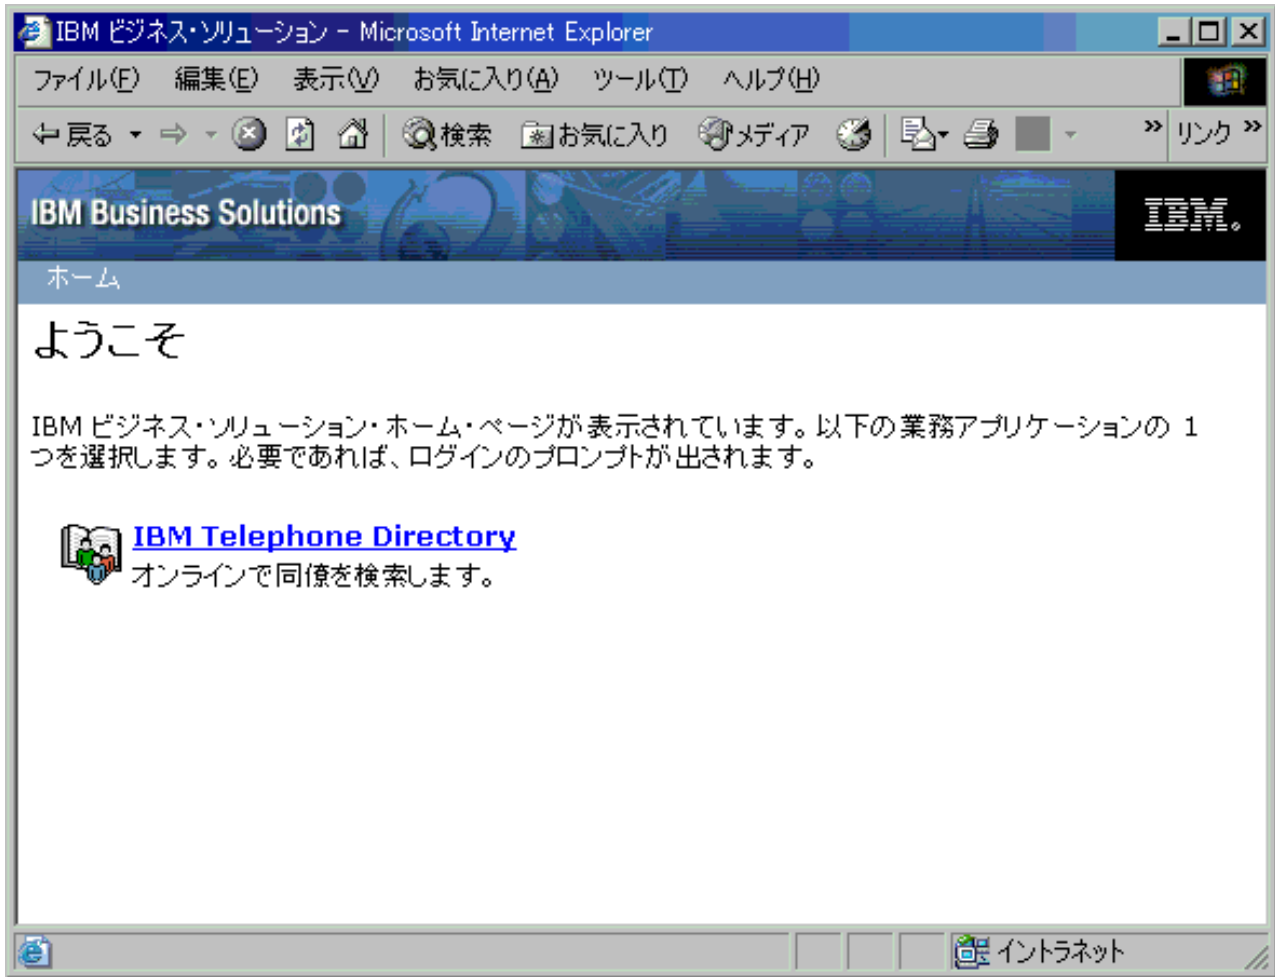 IBM ビジネス・ソリューション - Microsoft Internet Explorer
ファイル(F) 編集(E) 表示(V) お気に入り(A) ツール(T) ヘルプ(H)
戻る 検索 お気に入り メディア » リンク »
IBM Business Solutions IBM.
ホーム
ようこそ
IBM ビジネス・ソリューション・ホーム・ページが表示されています。以下の業務アプリケーションの 1
つを選択します。必要であれば、ログインのプロンプトが出されます。
IBM Telephone Directory
オンラインで同僚を検索します。
イントラネット